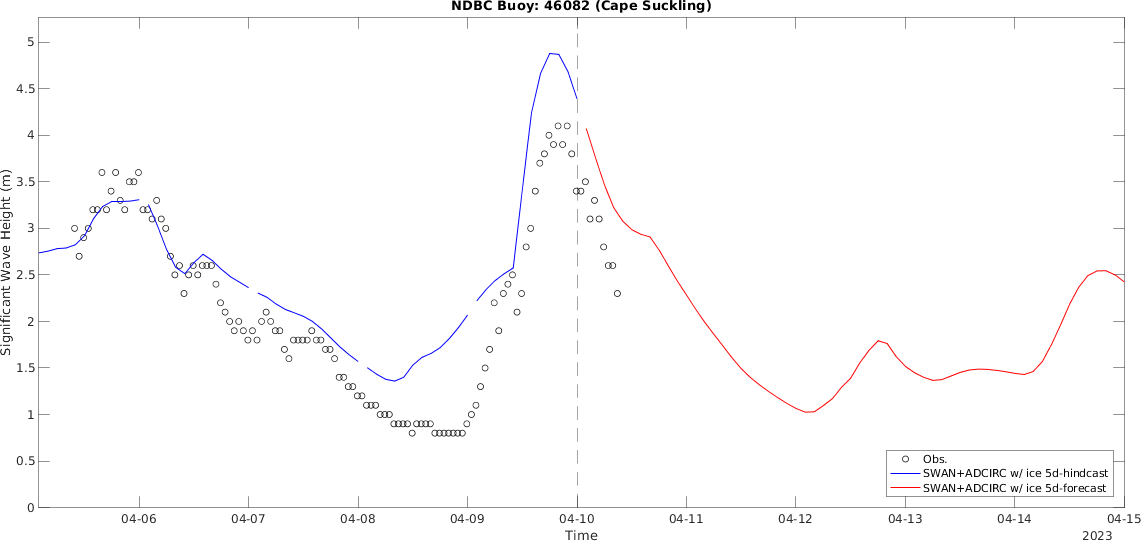 NDBC Buoy: 46082 (Cape Suckling)
Significant Wave Height (m)
5
4.5
4
3.5
3
2.5
2
1.5
1
0.5
0
04-06 04-07 04-08 04-09 04-10 04-11 04-12 04-13 04-14 04-15
Time
2023
Obs.
SWAN+ADCIRC w/ ice 5d-hindcast
SWAN+ADCIRC w/ ice 5d-forecast